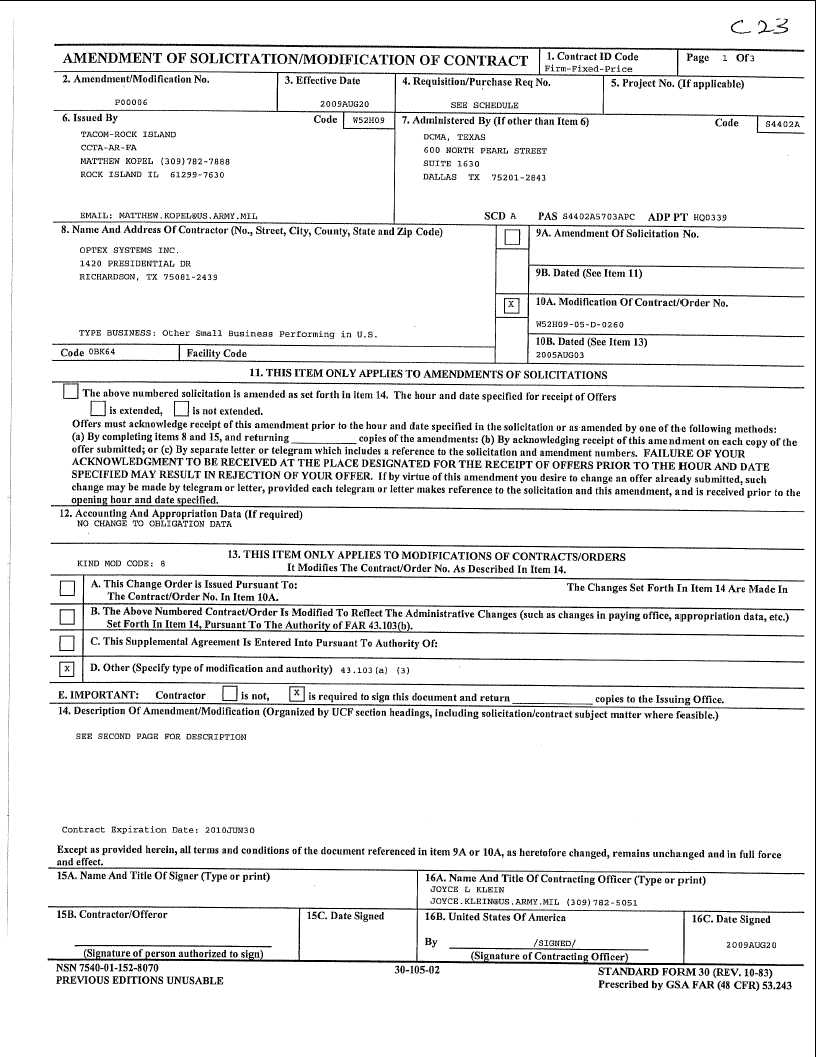 C23
AMENDMENT OF SOLICITATION/MODIFICATION OF CONTRACT
1. Contract ID Code
Firm-Fixed-Price
Page 1 Of 3
2. Amendment/Modification No.
P00006
3. Effective Date
2009AUG20
4. Requisition/Purchase Req No.
SEE SCHEDULE
5. Project No. (If applicable)
6. Issued By
Code W52H09
TACOM-ROCK ISLAND
CCTA-AR-FA
MATTHEW KOPEL (309)782-7888
ROCK ISLAND IL 61299-7630
EMAIL: MATTHEW.KOPEL@US.ARMY.MIL
7. Administered By (If other than Item 6)
Code S4402A
DCMA, TEXAS
600 NORTH PEARL STREET
SUITE 1630
DALLAS TX 75201-2843
SCD A PAS S4402A5703APC ADP PT HQ0339
8. Name And Address Of Contractor (No., Street, City, County, State and Zip Code)
OPTEX SYSTEMS INC.
1420 PRESIDENTIAL DR
RICHARDSON, TX 75081-2439
TYPE BUSINESS: Other Small Business Performing in U.S.
Code 0BK64
Facility Code
9A. Amendment Of Solicitation No.
9B. Dated (See Item 11)
X
10A. Modification Of Contract/Order No.
W52H09-05-D-0260
10B. Dated (See Item 13)
2005AUG03
11. THIS ITEM ONLY APPLIES TO AMENDMENTS OF SOLICITATIONS
The above numbered solicitation is amended as set forth in item 14. The hour and date specified for receipt of Offers
is extended, is not extended.
Offers must acknowledge receipt of this amendment prior to the hour and date specified in the solicitation or as amended by one of the following methods:
(a) By completing items 8 and 15, and returning ____________ copies of the amendments: (b) By acknowledging receipt of this amendment on each copy of the
offer submitted; or (c) By separate letter or telegram which includes a reference to the solicitation and amendment numbers. FAILURE OF YOUR
ACKNOWLEDGMENT TO BE RECEIVED AT THE PLACE DESIGNATED FOR THE RECEIPT OF OFFERS PRIOR TO THE HOUR AND DATE
SPECIFIED MAY RESULT IN REJECTION OF YOUR OFFER. If by virtue of this amendment you desire to change an offer already submitted, such
change may be made by telegram or letter, provided each telegram or letter makes reference to the solicitation and this amendment, and is received prior to the
opening hour and date specified.
12. Accounting And Appropriation Data (If required)
NO CHANGE TO OBLIGATION DATA
13. THIS ITEM ONLY APPLIES TO MODIFICATIONS OF CONTRACTS/ORDERS
KIND MOD CODE: 8
It Modifies The Contract/Order No. As Described In Item 14.
A. This Change Order is Issued Pursuant To: The Changes Set Forth In Item 14 Are Made In
The Contract/Order No. In Item 10A.
B. The Above Numbered Contract/Order Is Modified To Reflect The Administrative Changes (such as changes in paying office, appropriation data, etc.)
Set Forth In Item 14, Pursuant To The Authority of FAR 43.103(b).
C. This Supplemental Agreement Is Entered Into Pursuant To Authority Of:
X D. Other (Specify type of modification and authority) 43.103(a) (3)
E. IMPORTANT: Contractor is not, X is required to sign this document and return ______________ copies to the Issuing Office.
14. Description Of Amendment/Modification (Organized by UCF section headings, including solicitation/contract subject matter where feasible.)
SEE SECOND PAGE FOR DESCRIPTION
Contract Expiration Date: 2010JUN30
Except as provided herein, all terms and conditions of the document referenced in item 9A or 10A, as heretofore changed, remains unchanged and in full force
and effect.
15A. Name And Title Of Signer (Type or print)
16A. Name And Title Of Contracting Officer (Type or print)
JOYCE L KLEIN
JOYCE.KLEIN@US.ARMY.MIL (309)782-5051
15B. Contractor/Offeror
(Signature of person authorized to sign)
15C. Date Signed
16B. United States Of America
By /SIGNED/
(Signature of Contracting Officer)
16C. Date Signed
2009AUG20
NSN 7540-01-152-8070
PREVIOUS EDITIONS UNUSABLE
30-105-02
STANDARD FORM 30 (REV. 10-83)
Prescribed by GSA FAR (48 CFR) 53.243